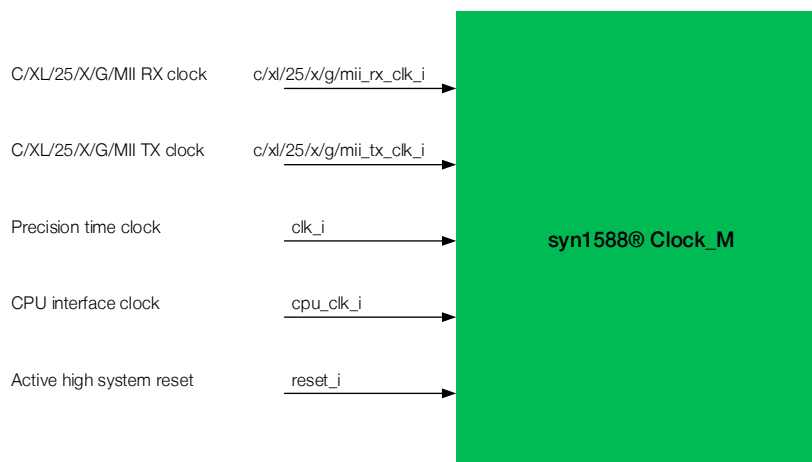 C/XL/25/X/G/MII RX clock c/xl/25/x/g/mii_rx_clk_i
C/XL/25/X/G/MII TX clock c/xl/25/x/g/mii_tx_clk_i
Precision time clock clk_i
syn1588® Clock_M
CPU interface clock cpu_clk_i
Active high system reset reset_i